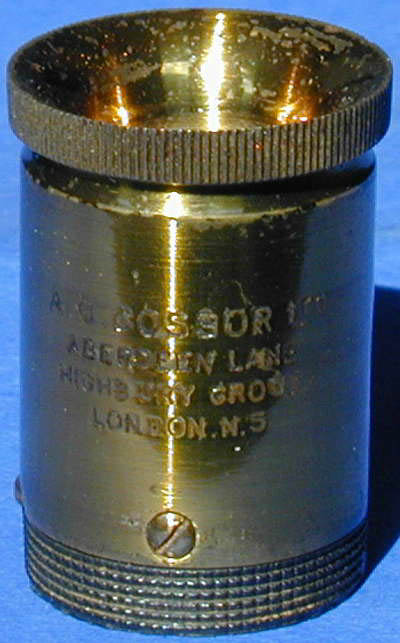 A. C. COSSOR LTD
ABERDEEN LANE
HIGHBURY GROVE
LONDON. N. 5